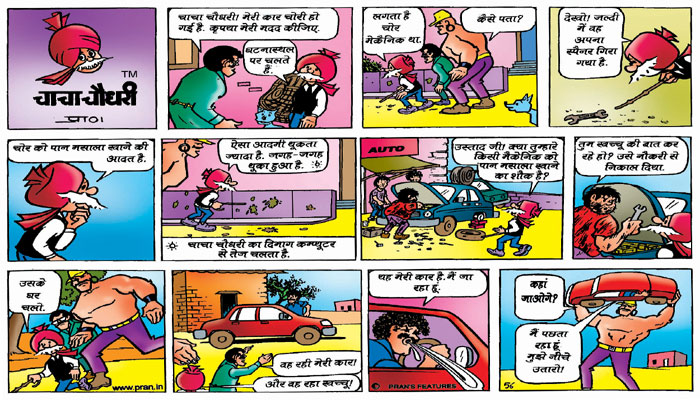 TM
चाचा चौधरी
प्राण
चाचा चौधरी! मेरी कार चोरी हो
गई है. कृपया मेरी मदद कीजिए.
घटनास्थल
पर चलते
हैं.
लगता है
चोर
मेकैनिक था.
कैसे पता?
देखो! जल्दी
में वह
अपना
स्पैनर गिरा
गया है.
चोर को पान मसाला खाने की
आदत है.
ऐसा आदमी थूकता
ज्यादा है. जगह-जगह
थूका हुआ है.
चाचा चौधरी का दिमाग कम्प्यूटर
से तेज चलता है.
AUTO
उस्ताद जी! क्या तुम्हारे
किसी मैकेनिक को
पान मसाला खाने
का शौक है?
तुम खच्चू की बात कर
रहे हो? उसे नौकरी से
निकाल दिया.
उसके
घर
चलो.
www.pran.in
वह रही मेरी कार!
और वह रहा खच्चू!
यह मेरी कार है. मैं जा
रहा हूं.
© PRAN'S FEATURES
कहां
जाओगे?
मैं पछता
रहा हूं
मुझे नीचे
उतारो!
56